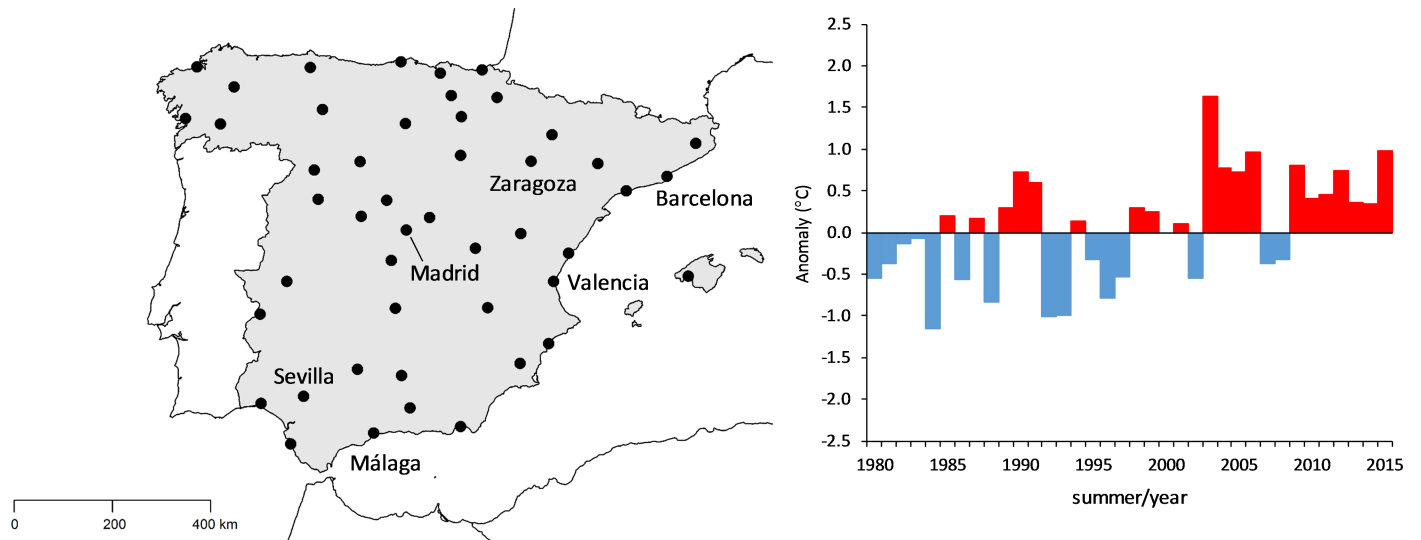 Zaragoza
Barcelona
Madrid
Valencia
Sevilla
Málaga
0 200 400 km
2.5
2.0
1.5
1.0
0.5
0.0
-0.5
-1.0
-1.5
-2.0
-2.5
Anomaly (°C)
1980 1985 1990 1995 2000 2005 2010 2015
summer/year